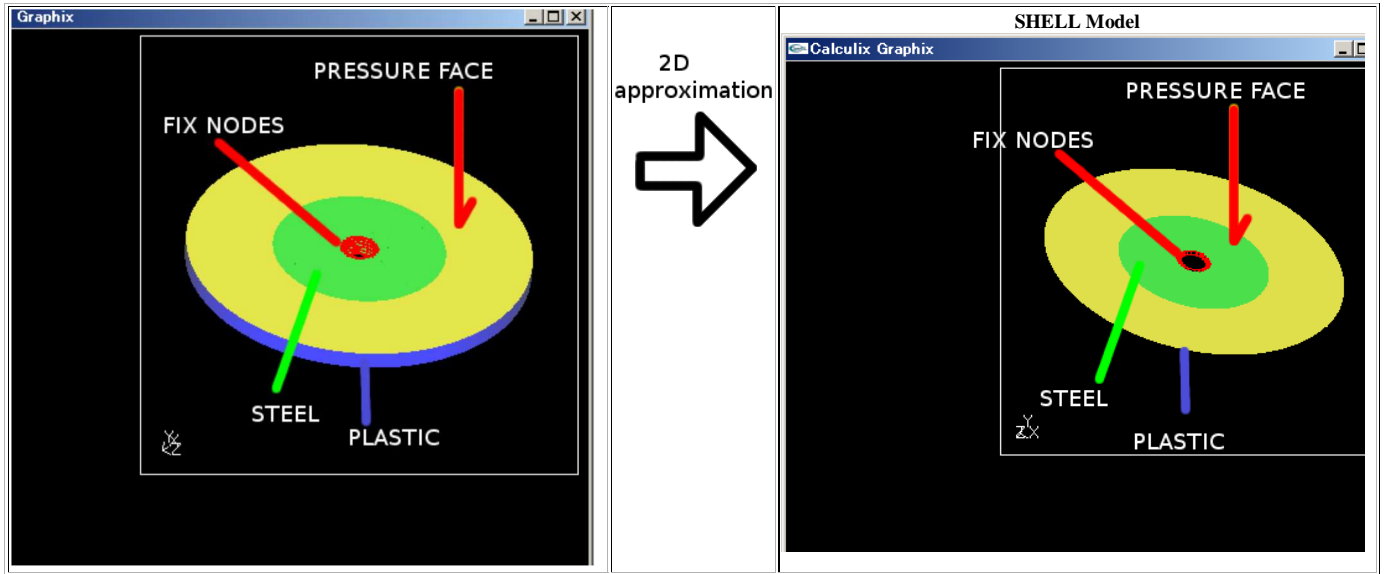 Graphix
PRESSURE FACE
FIX NODES
STEEL
PLASTIC
2D
approximation
SHELL Model
Calculix Graphix
PRESSURE FACE
FIX NODES
STEEL
PLASTIC